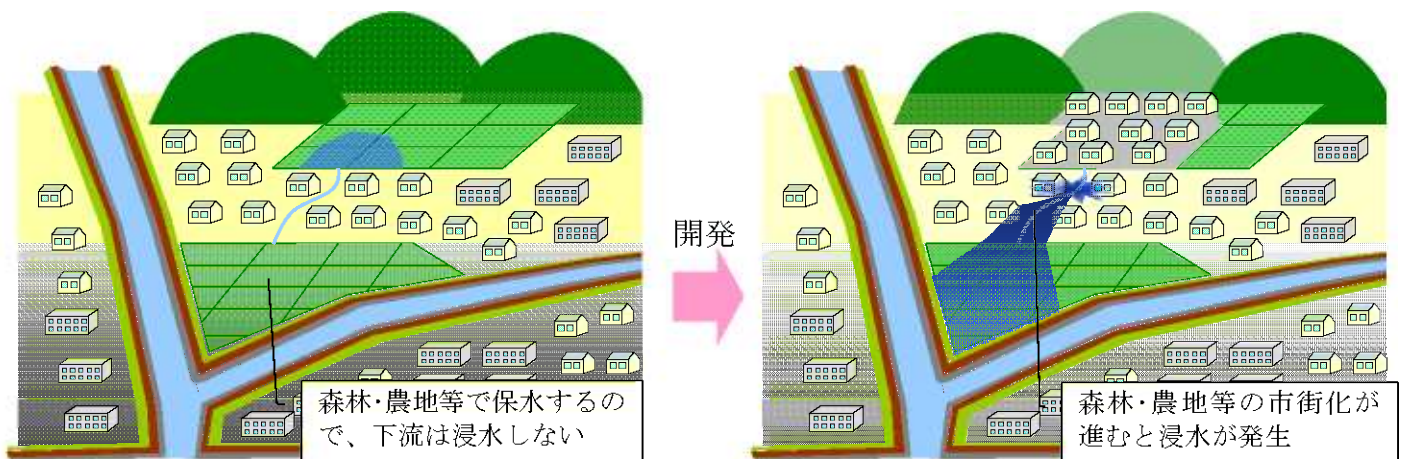 開発
森林・農地等で保水するの
で、下流は浸水しない
森林・農地等の市街化が
進むと浸水が発生